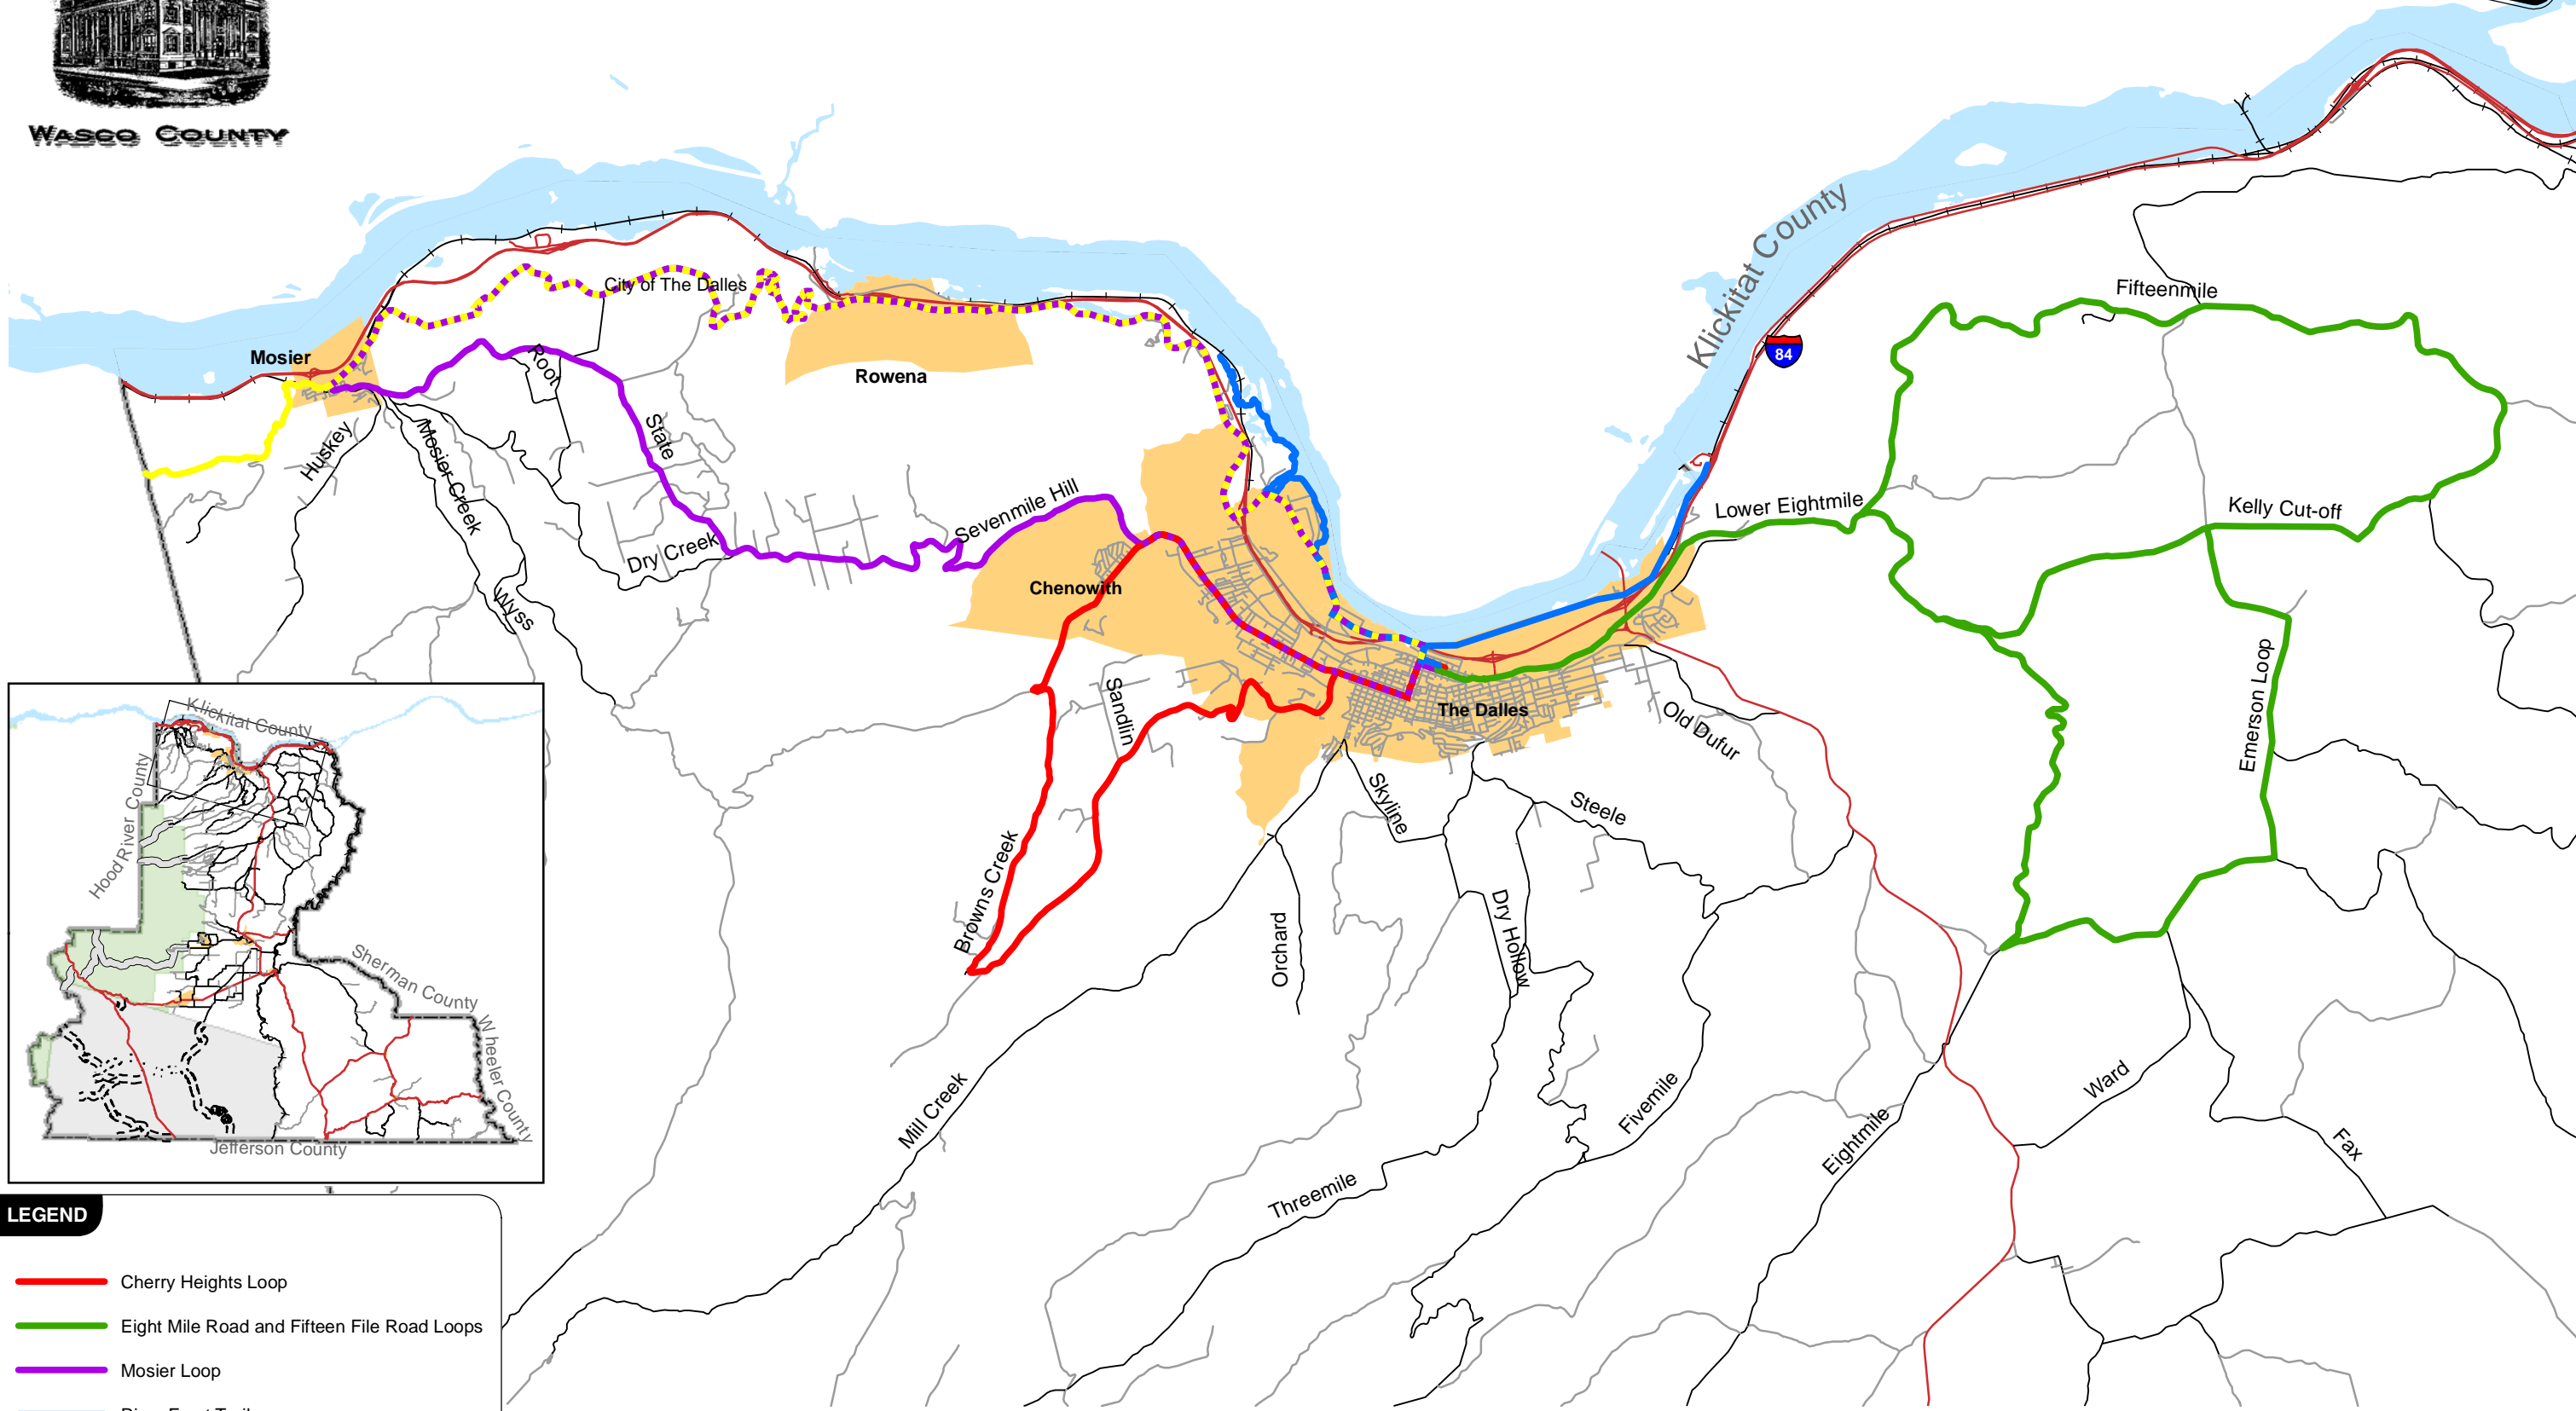 WASCO COUNTY
Klickitat County
84
Fifteenmile
City of The Dalles
Mosier
Root
Rowena
Huskey
Mosier Creek
State
Sevenmile Hill
Lower Eightmile
Kelly Cut-off
Dry Creek
Chenowith
Wyss
Sandlin
The Dalles
Old Dufur
Emerson Loop
Skyline
Steele
Browns Creek
Orchard
Dry Hollow
Mill Creek
Fivemile
Threemile
Eightmile
Ward
Fax
Klickitat County
Hood River County
Sherman County
Wheeler County
Jefferson County
LEGEND
Cherry Heights Loop
Eight Mile Road and Fifteen File Road Loops
Mosier Loop